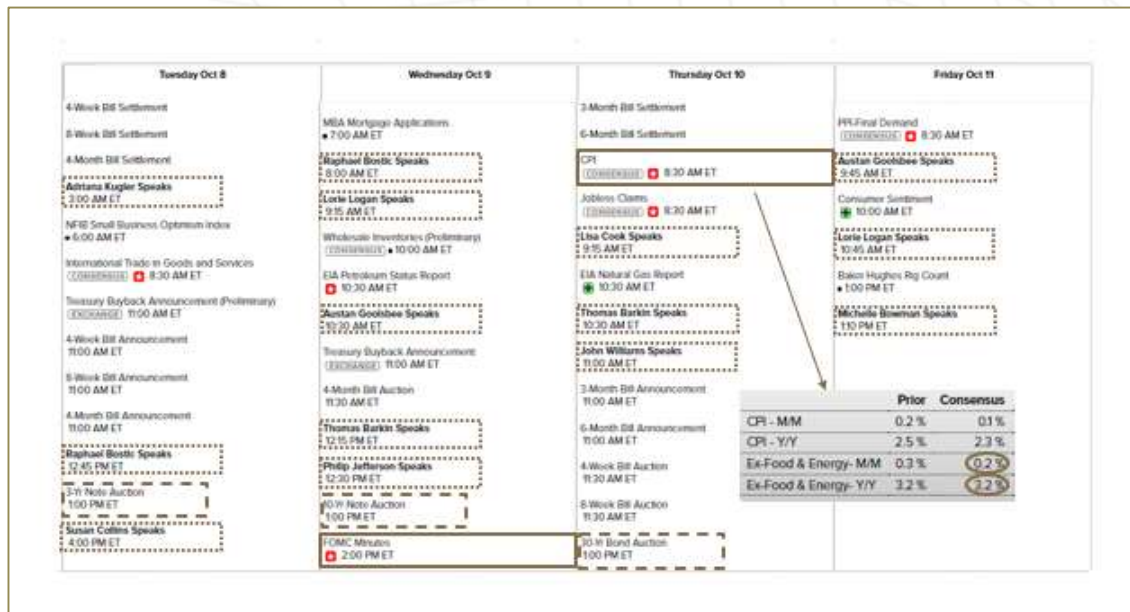 Tuesday Oct 8
4-Week Bill Settlement
8-Week Bill Settlement
4-Month Bill Settlement
Adriana Kugler Speaks
3:00 AM ET
NFIB Small Business Optimism Index
6:00 AM ET
International Trade in Goods and Services
CONSENSUS 8:30 AM ET
Treasury Buyback Announcement (Preliminary)
EXCHANGE 11:00 AM ET
4-Week Bill Announcement
11:00 AM ET
8-Week Bill Announcement
11:00 AM ET
4-Month Bill Announcement
11:00 AM ET
Raphael Bostic Speaks
12:45 PM ET
3-Yr Note Auction
1:00 PM ET
Susan Collins Speaks
4:00 PM ET
Wednesday Oct 9
MBA Mortgage Applications
7:00 AM ET
Raphael Bostic Speaks
8:00 AM ET
Lorie Logan Speaks
9:15 AM ET
Wholesale Inventories (Preliminary)
CONSENSUS 10:00 AM ET
EIA Petroleum Status Report
10:30 AM ET
Austan Goolsbee Speaks
10:30 AM ET
Treasury Buyback Announcement
EXCHANGE 11:00 AM ET
4-Month Bill Auction
11:30 AM ET
Thomas Barkin Speaks
12:15 PM ET
Philip Jefferson Speaks
12:30 PM ET
10-Yr Note Auction
1:00 PM ET
FOMC Minutes
2:00 PM ET
Thursday Oct 10
3-Month Bill Settlement
6-Month Bill Settlement
CPI
CONSENSUS 8:30 AM ET
Jobless Claims
CONSENSUS 8:30 AM ET
Lisa Cook Speaks
9:15 AM ET
EIA Natural Gas Report
10:30 AM ET
Thomas Barkin Speaks
10:30 AM ET
John Williams Speaks
11:00 AM ET
3-Month Bill Announcement
11:00 AM ET
6-Month Bill Announcement
11:00 AM ET
4-Week Bill Auction
11:30 AM ET
8-Week Bill Auction
11:30 AM ET
30-Yr Bond Auction
1:00 PM ET
Friday Oct 11
PPI-Final Demand
CONSENSUS 8:30 AM ET
Austan Goolsbee Speaks
9:45 AM ET
Consumer Sentiment
10:00 AM ET
Lorie Logan Speaks
10:45 AM ET
Baker Hughes Rig Count
1:00 PM ET
Michelle Bowman Speaks
1:10 PM ET
Prior Consensus
CPI - M/M 0.2 % 0.1 %
CPI - Y/Y 2.5 % 2.3 %
Ex-Food & Energy- M/M 0.3 % 0.2 %
Ex-Food & Energy- Y/Y 3.2 % 3.2 %